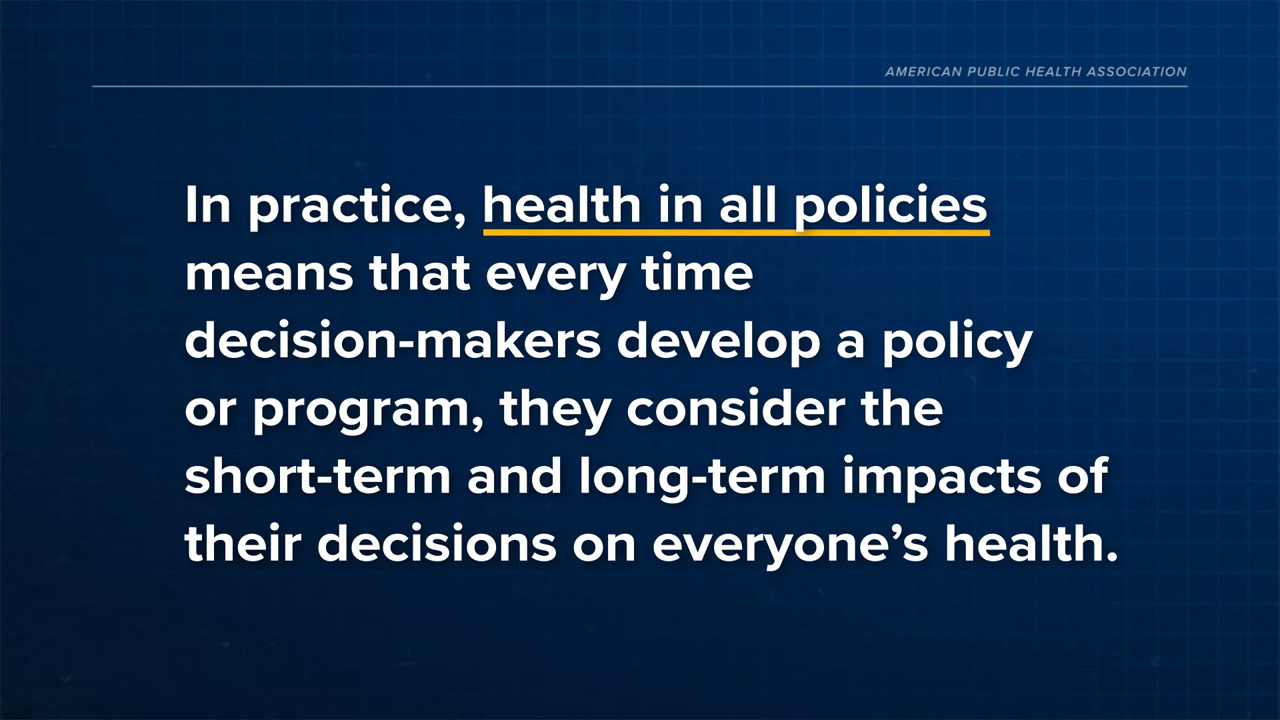 AMERICAN PUBLIC HEALTH ASSOCIATION
In practice, health in all policies
means that every time
decision-makers develop a policy
or program, they consider the
short-term and long-term impacts of
their decisions on everyone’s health.